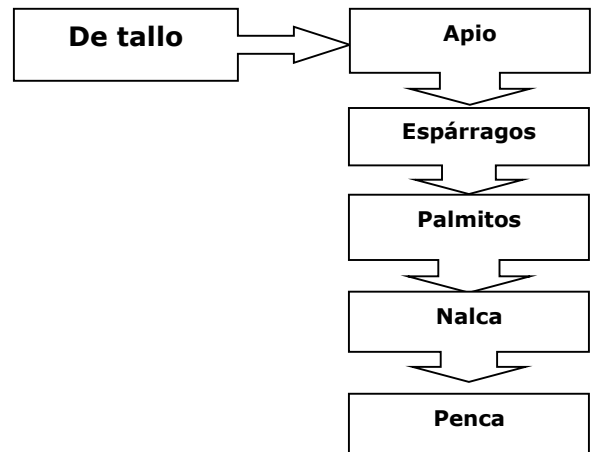 De tallo
Apio
Espárragos
Palmitos
Nalca
Penca